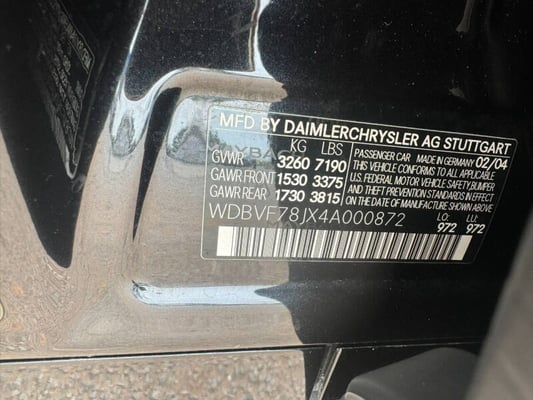 MFD BY DAIMLERCHRYSLER AG STUTTGART
KG LBS
GVWR 3260 7190
GAWR FRONT 1530 3375
GAWR REAR 1730 3815
PASSENGER CAR MADE IN GERMANY 02/04
THIS VEHICLE CONFORMS TO ALL APPLICABLE
U.S. FEDERAL MOTOR VEHICLE SAFETY, BUMPER
AND THEFT PREVENTION STANDARDS IN EFFECT
ON THE DATE OF MANUFACTURE SHOWN ABOVE
WDBVF78JX4A000872
LO: LL:
972 972